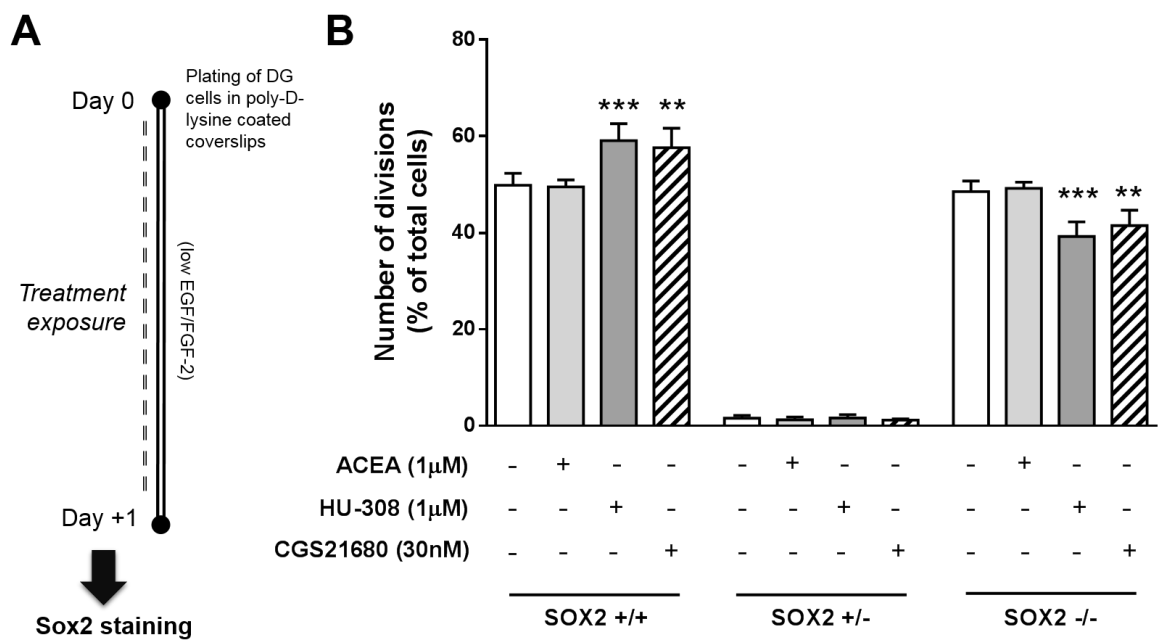 A
Day 0
Plating of DG
cells in poly-D-
lysine coated
coverslips
Treatment
exposure
(low EGF/FGF-2)
Day +1
Sox2 staining
B
Number of divisions
(% of total cells)
80
60
40
20
0
*** **
*** **
ACEA (1µM) - + - - - + - - - + - -
HU-308 (1µM) - - + - - - + - - - + -
CGS21680 (30nM) - - - + - - - + - - - +
SOX2 +/+ SOX2 +/- SOX2 -/-